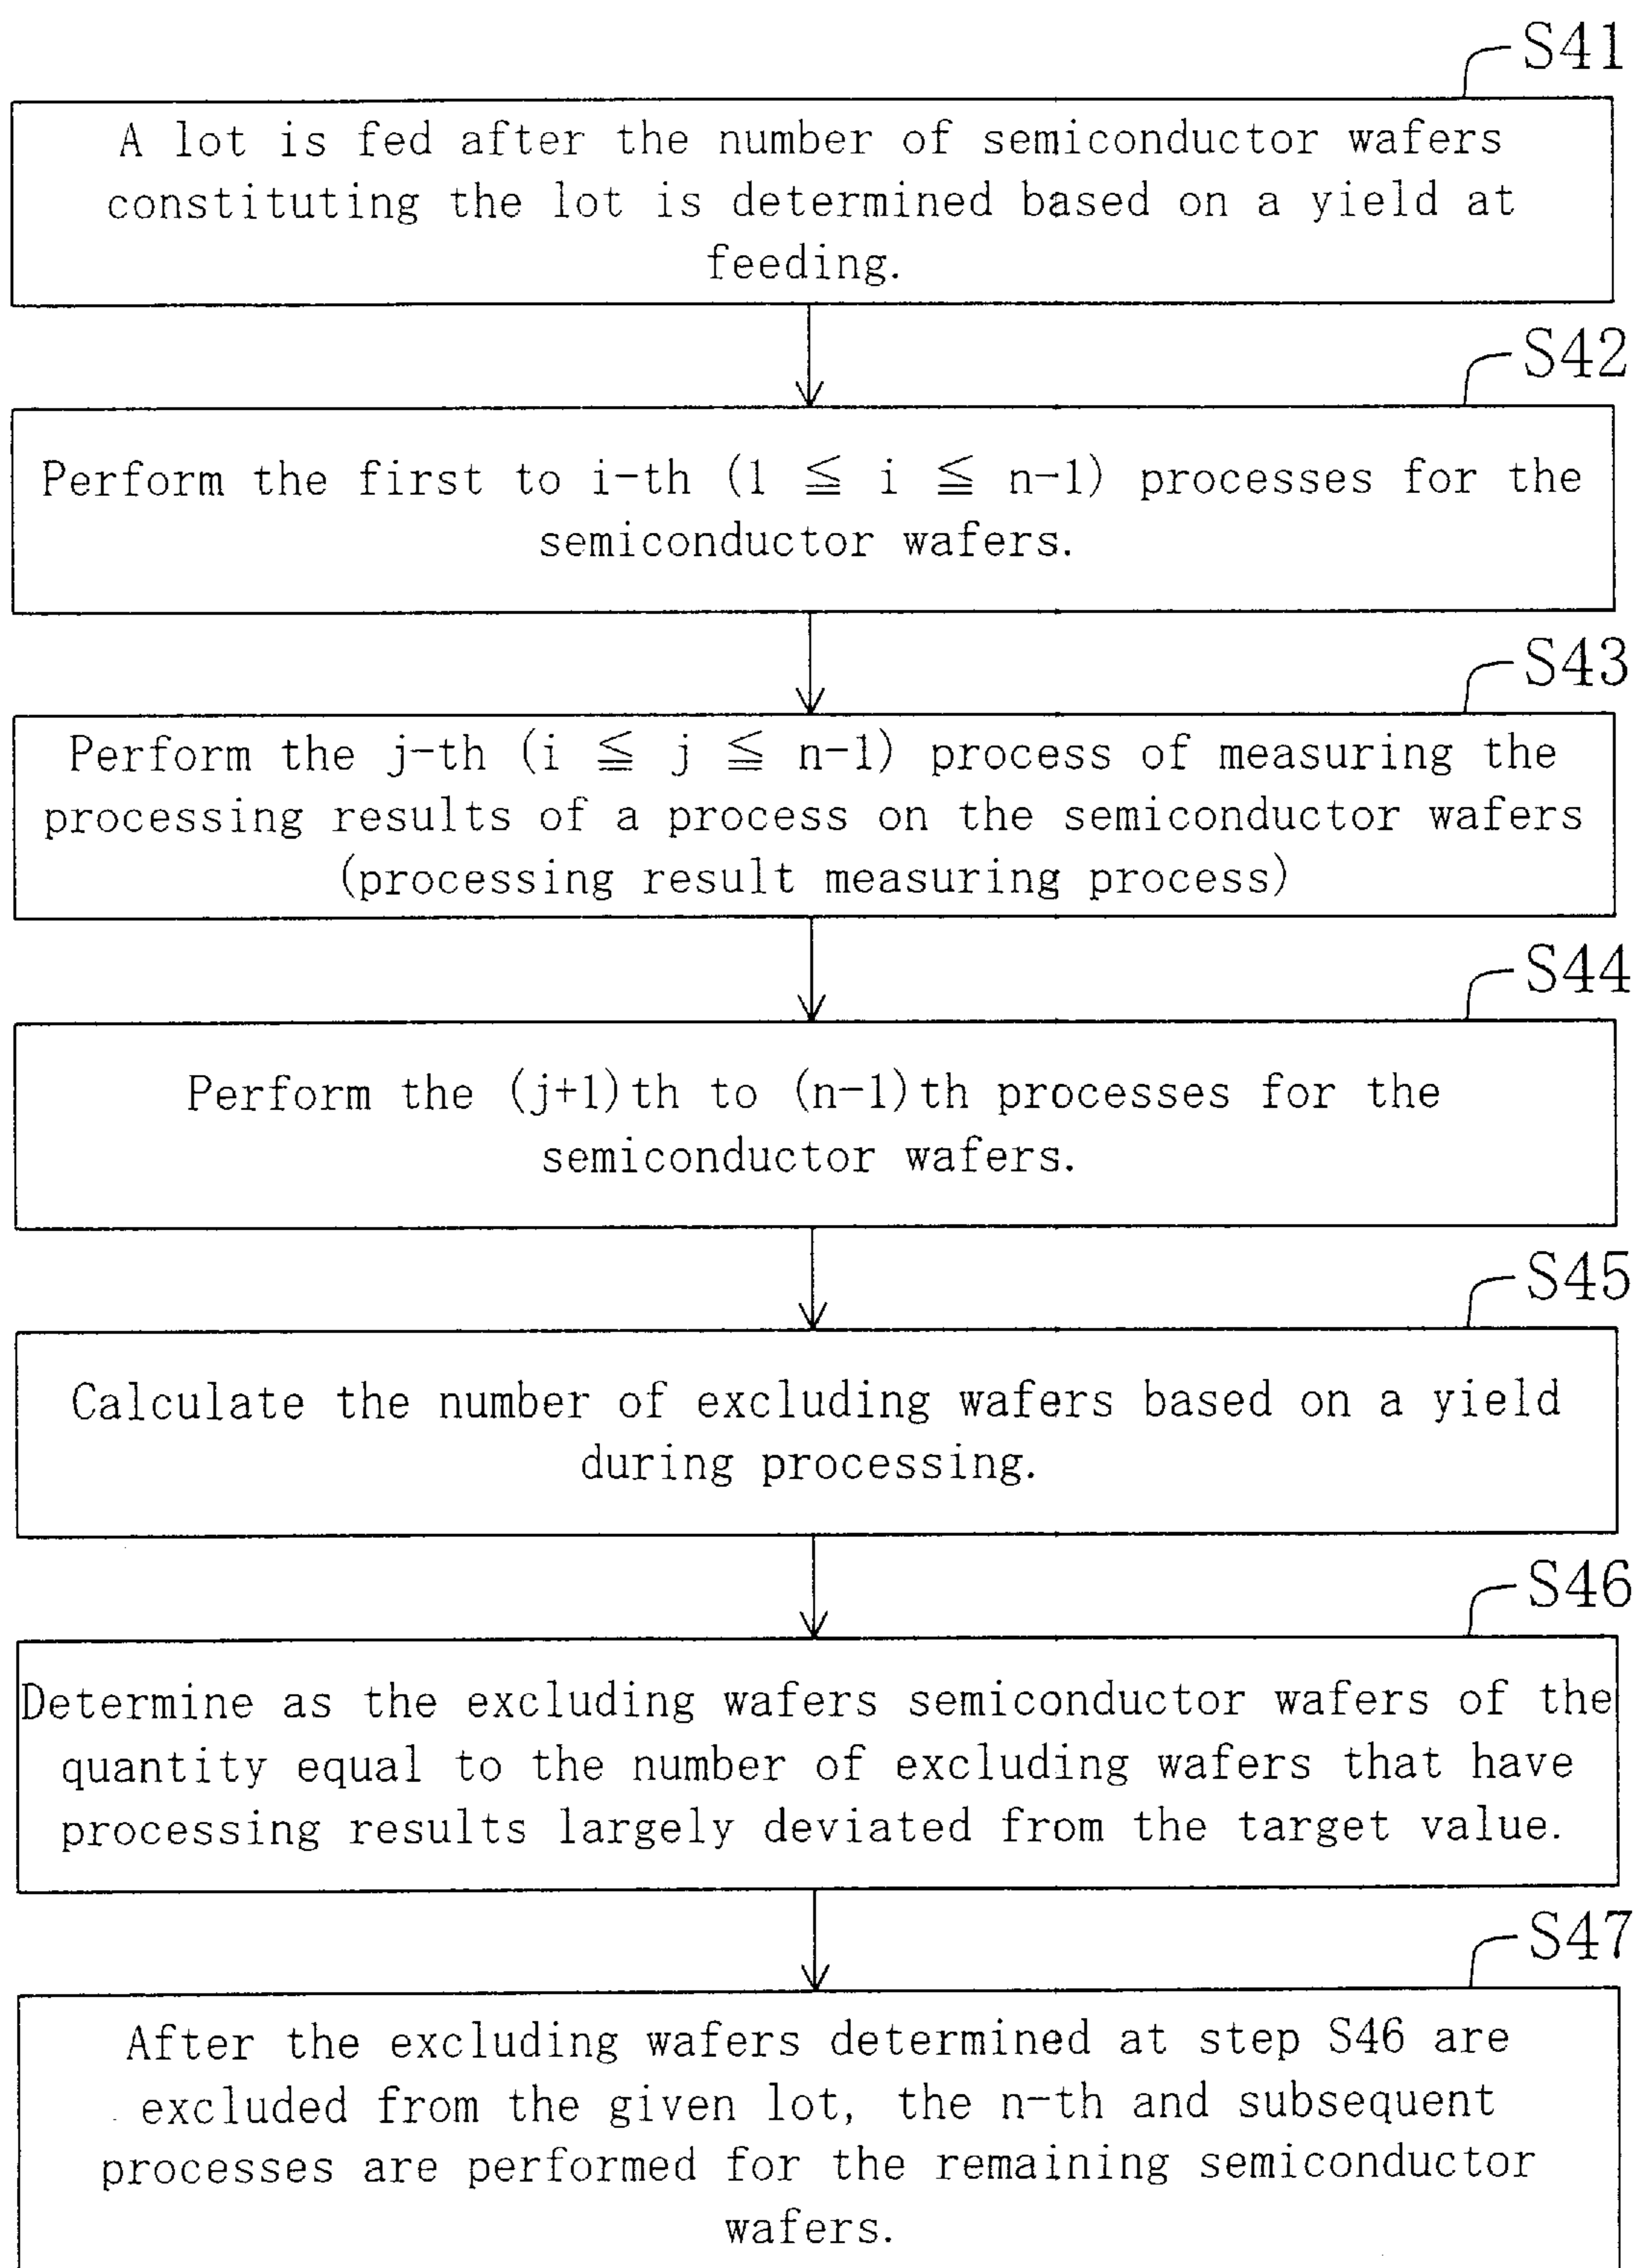 S41
A lot is fed after the number of semiconductor wafers
constituting the lot is determined based on a yield at
feeding.
S42
Perform the first to i-th (1 ≦ i ≦ n-1) processes for the
semiconductor wafers.
S43
Perform the j-th (i ≦ j ≦ n-1) process of measuring the
processing results of a process on the semiconductor wafers
(processing result measuring process)
S44
Perform the (j+1)th to (n-1)th processes for the
semiconductor wafers.
S45
Calculate the number of excluding wafers based on a yield
during processing.
S46
Determine as the excluding wafers semiconductor wafers of the
quantity equal to the number of excluding wafers that have
processing results largely deviated from the target value.
S47
After the excluding wafers determined at step S46 are
excluded from the given lot, the n-th and subsequent
processes are performed for the remaining semiconductor
wafers.